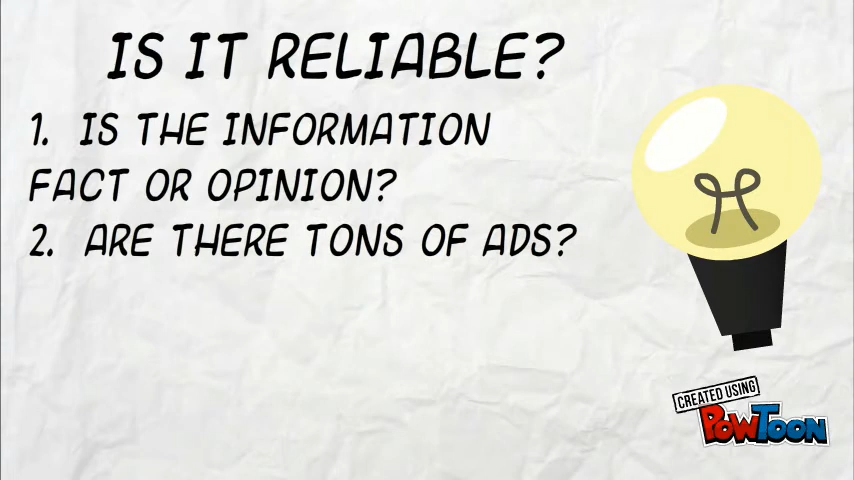 IS IT RELIABLE?
1. IS THE INFORMATION
FACT OR OPINION?
2. ARE THERE TONS OF ADS?
CREATED USING
POWTOON